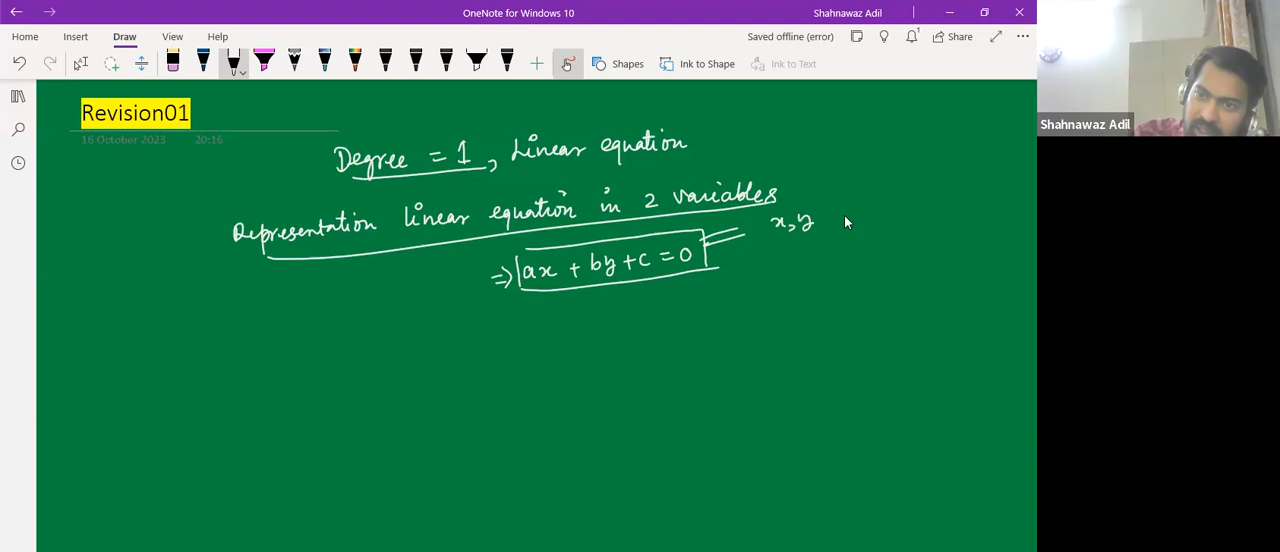 OneNote for Windows 10
Shahnawaz Adil
Home Insert Draw View Help
Saved offline (error)
Share
Shapes
Ink to Shape
Ink to Text
Shahnawaz Adil
Revision01
16 October 2023 20:16
Degree = 1, Linear equation
Representation linear equation in 2 variables
x, y
⇒ ax + by + c = 0